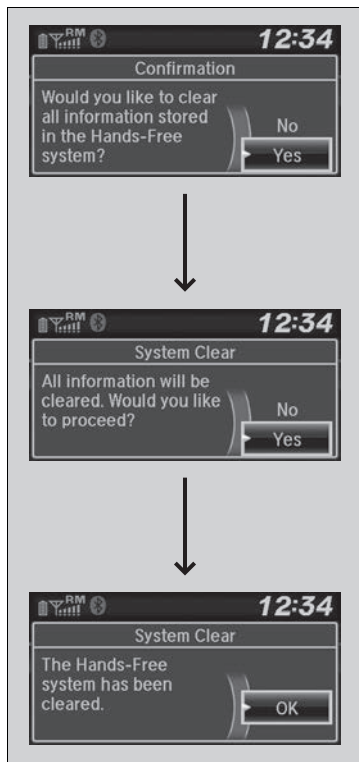 RM
12:34
Confirmation
Would you like to clear
all information stored
in the Hands-Free
system?
No
Yes
RM
12:34
System Clear
All information will be
cleared. Would you like
to proceed?
No
Yes
RM
12:34
System Clear
The Hands-Free
system has been
cleared.
OK